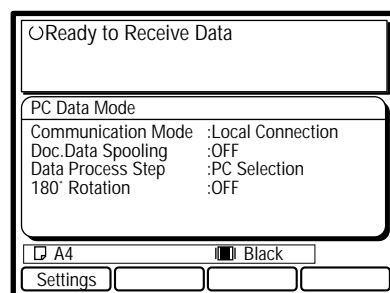 Ready to Receive Data
PC Data Mode
Communication Mode :Local Connection
Doc.Data Spooling :OFF
Data Process Step :PC Selection
180° Rotation :OFF
A4 Black
Settings